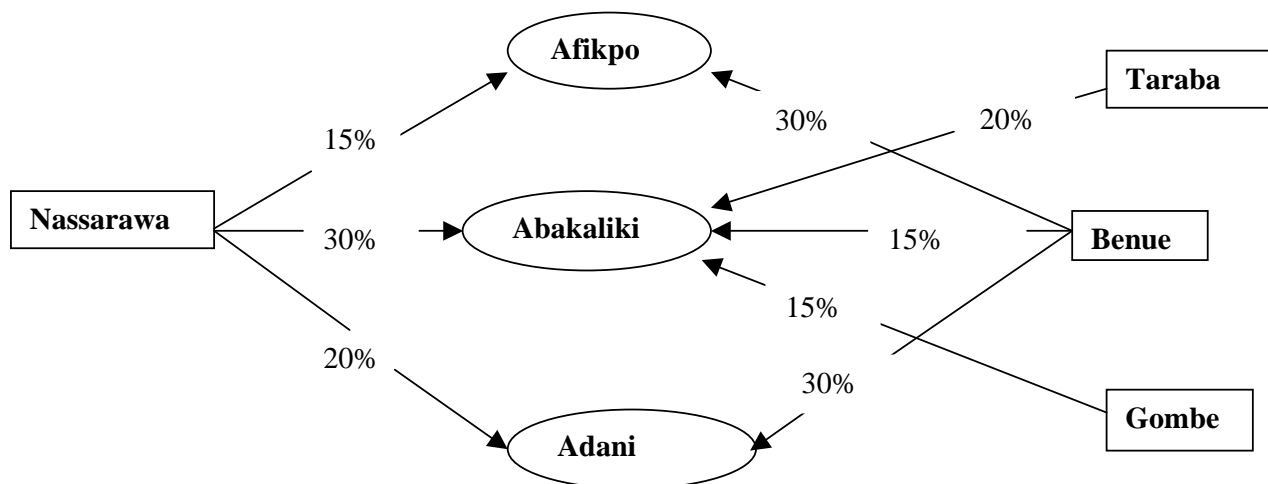 Afikpo
Taraba
15%
30%
20%
Nassarawa
Abakaliki
30%
15%
Benue
15%
20%
30%
Adani
Gombe